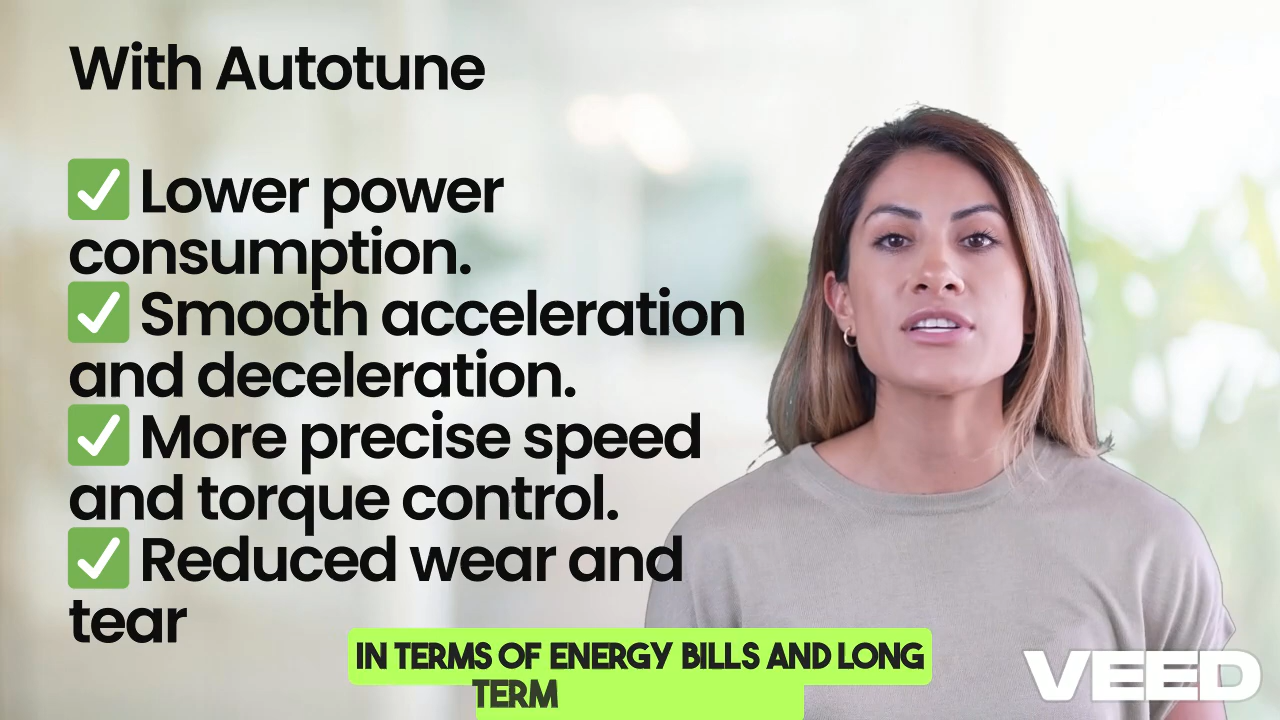 With Autotune
✅ Lower power
consumption.
✅ Smooth acceleration
and deceleration.
✅ More precise speed
and torque control.
✅ Reduced wear and
tear
IN TERMS OF ENERGY BILLS AND LONG
TERM
VEED